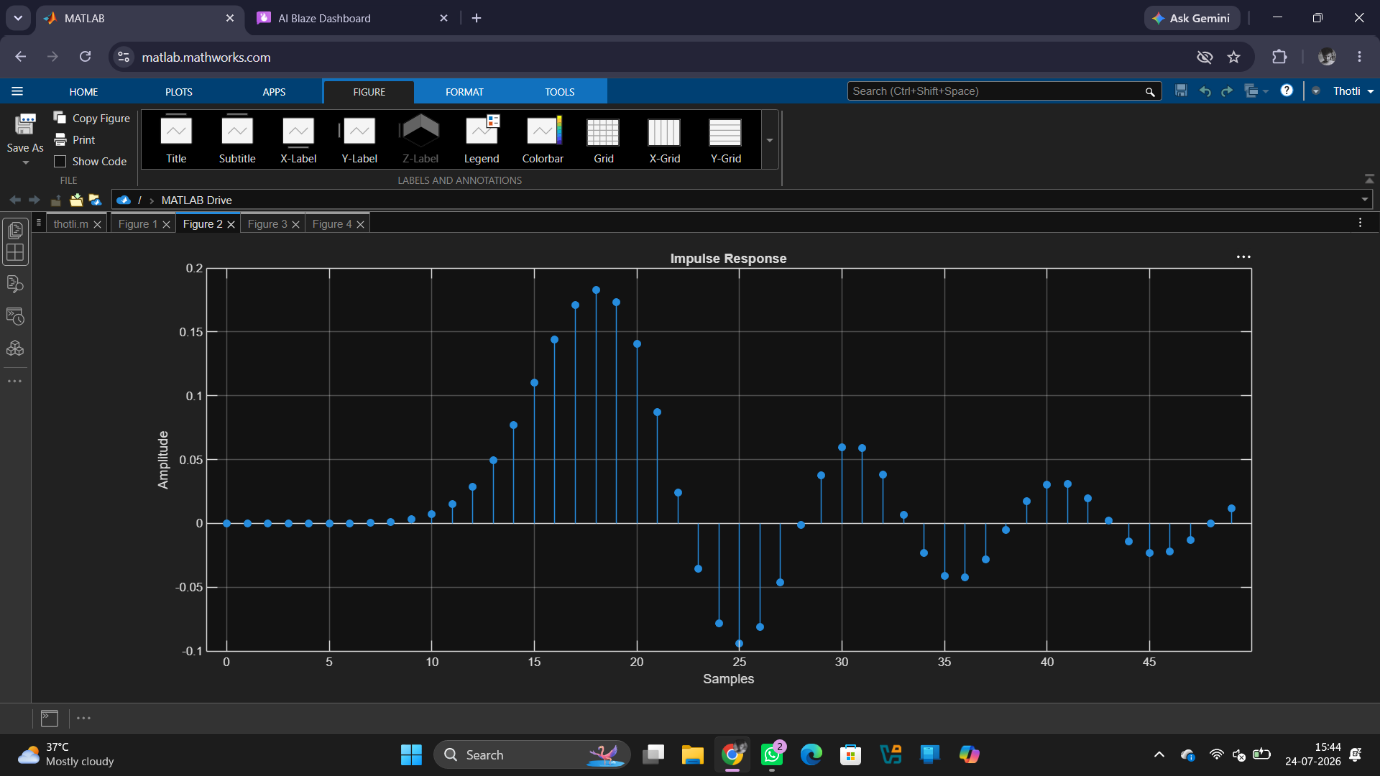 MATLAB
AI Blaze Dashboard
Ask Gemini
matlab.mathworks.com
HOME PLOTS APPS FIGURE FORMAT TOOLS
Search (Ctrl+Shift+Space)
Thotli
Save As
Copy Figure
Print
Show Code
FILE
Title Subtitle X-Label Y-Label Z-Label Legend Colorbar Grid X-Grid Y-Grid
LABELS AND ANNOTATIONS
/ › MATLAB Drive
thotli.m Figure 1 Figure 2 Figure 3 Figure 4
Impulse Response
0.2
0.15
0.1
0.05
0
-0.05
-0.1
Amplitude
0 5 10 15 20 25 30 35 40 45
Samples
37°C
Mostly cloudy
Search
2
15:44
24-07-2026